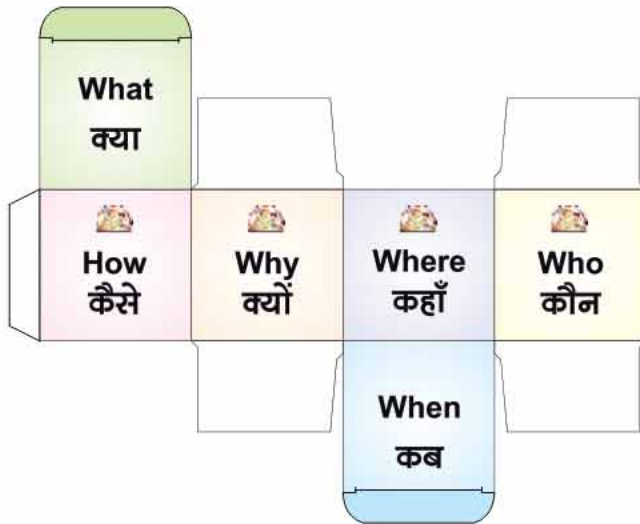 What
क्या
How
कैसे
Why
क्यों
Where
कहाँ
Who
कौन
When
कब